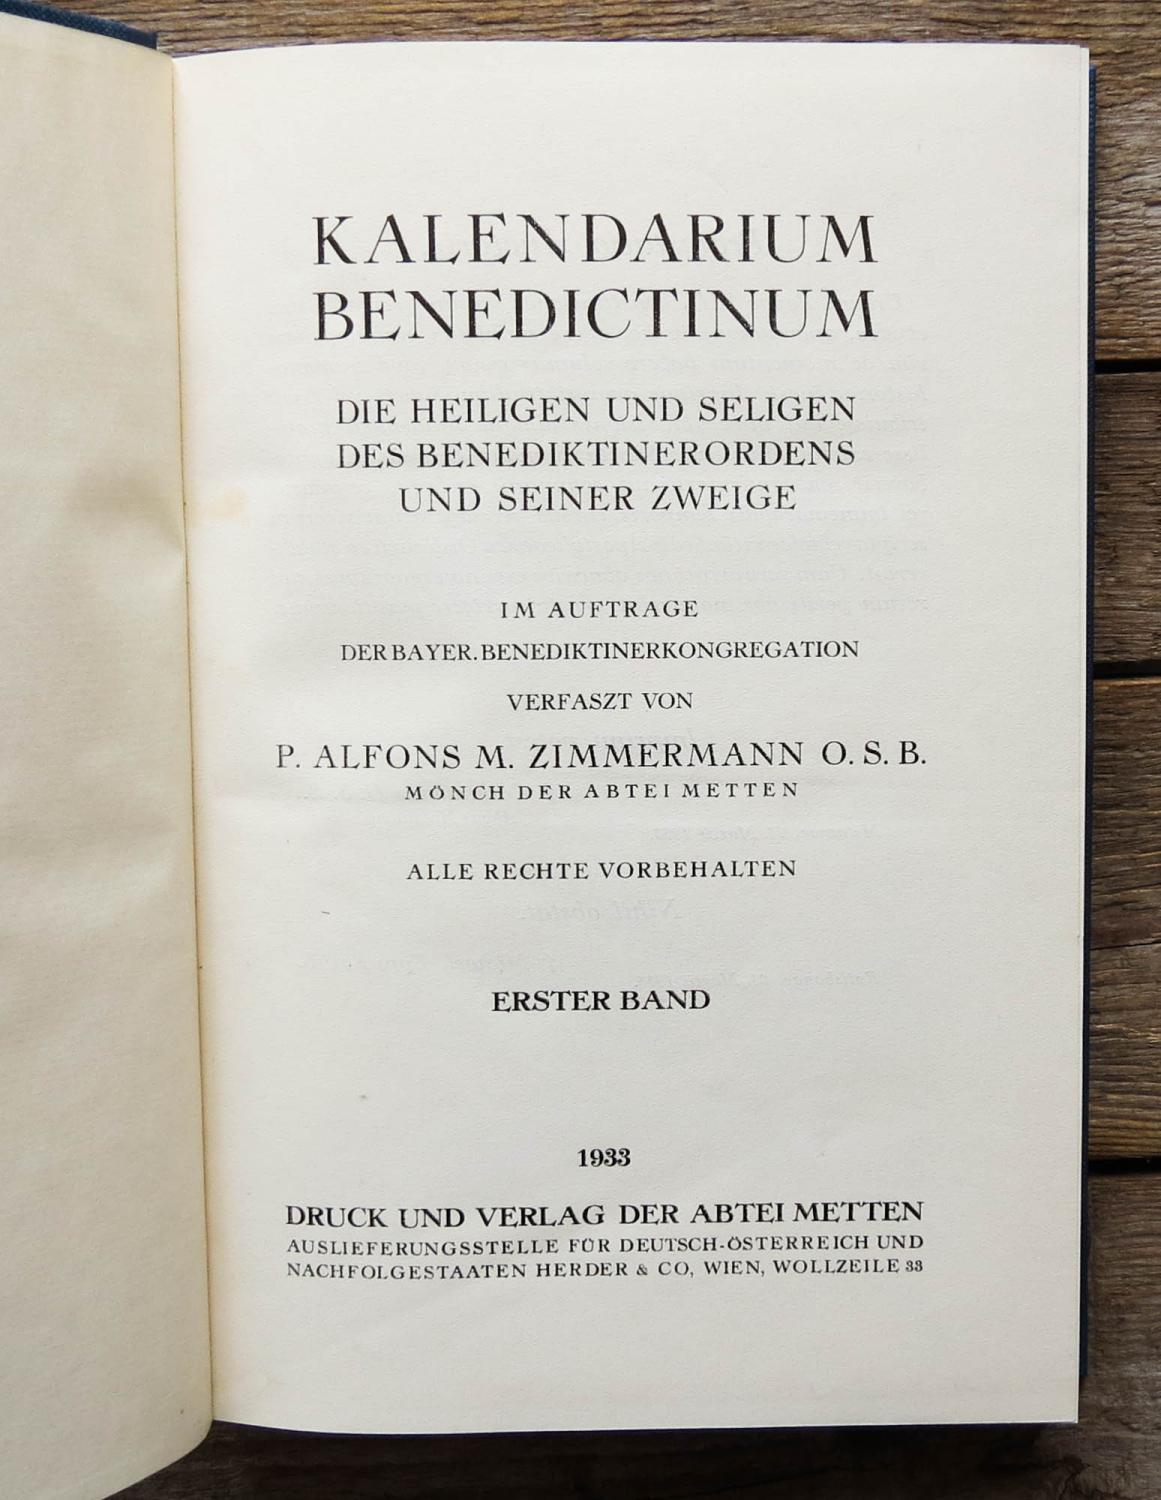 KALENDARIUM
BENEDICTINUM
DIE HEILIGEN UND SELIGEN
DES BENEDIKTINERORDENS
UND SEINER ZWEIGE
IM AUFTRAGE
DER BAYER. BENEDIKTINERKONGREGATION
VERFASZT VON
P. ALFONS M. ZIMMERMANN O. S. B.
MÖNCH DER ABTEI METTEN
ALLE RECHTE VORBEHALTEN
ERSTER BAND
1933
DRUCK UND VERLAG DER ABTEI METTEN
AUSLIEFERUNGSSTELLE FÜR DEUTSCH-ÖSTERREICH UND
NACHFOLGESTAATEN HERDER & CO, WIEN, WOLLZEILE 33